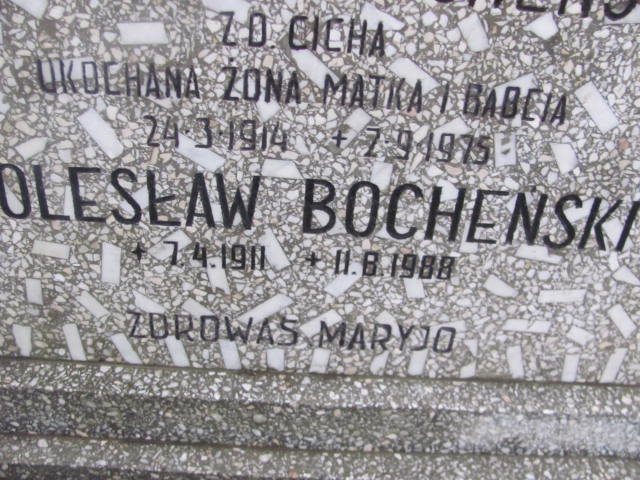 Z D. CICHA
UKOCHANA ŻONA MATKA I BABCIA
24·3·1914 + 2·9·1975
OLESŁAW BOCHEŃSKI
+ 7.4.1911 + 11.8.1988
ZDROWAŚ MARYJO